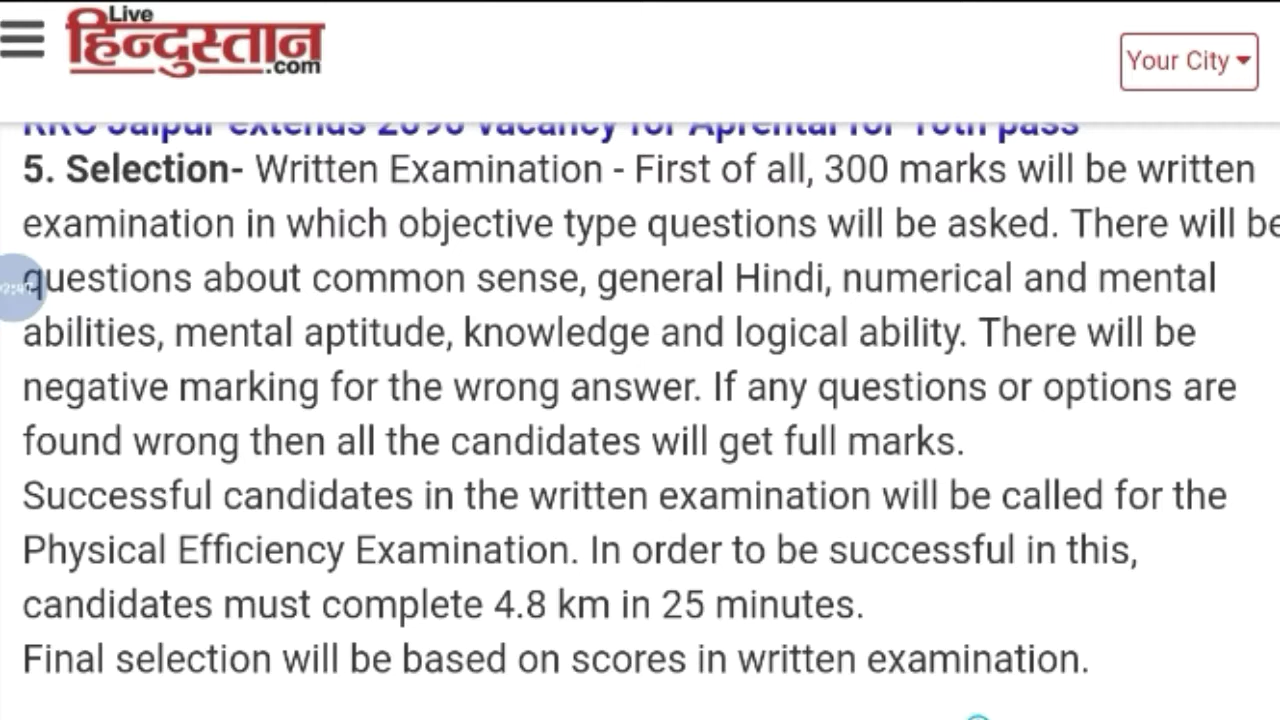 Live
हिन्दुस्तान
.com
Your City
5. Selection- Written Examination - First of all, 300 marks will be written
examination in which objective type questions will be asked. There will be
questions about common sense, general Hindi, numerical and mental
abilities, mental aptitude, knowledge and logical ability. There will be
negative marking for the wrong answer. If any questions or options are
found wrong then all the candidates will get full marks.
Successful candidates in the written examination will be called for the
Physical Efficiency Examination. In order to be successful in this,
candidates must complete 4.8 km in 25 minutes.
Final selection will be based on scores in written examination.